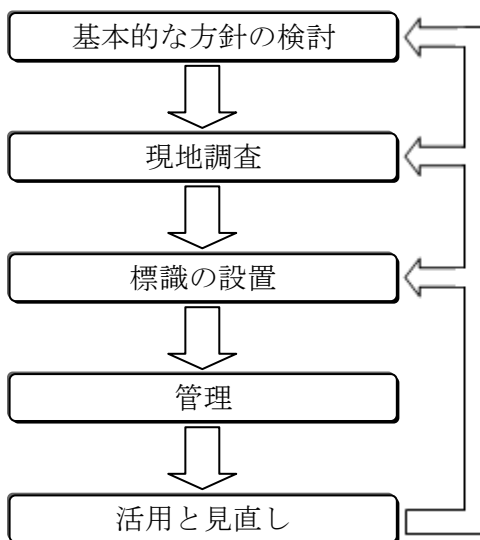 基本的な方針の検討
現地調査
標識の設置
管理
活用と見直し